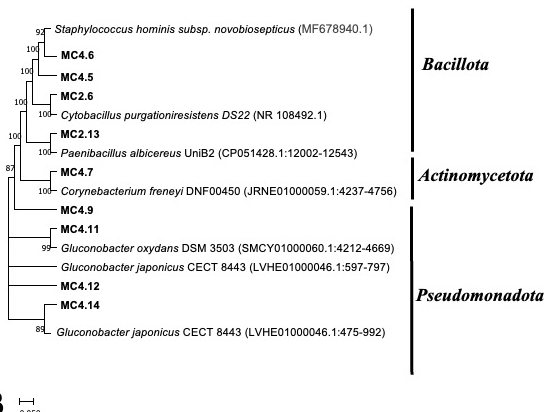 92
Staphylococcus hominis subsp. novobiosepticus (MF678940.1)
100
MC4.6
Bacillota
100
MC4.5
100
MC2.6
100
Cytobacillus purgationiresistens DS22 (NR 108492.1)
100
MC2.13
100
Paenibacillus albicereus UniB2 (CP051428.1:12002-12543)
87
MC4.7
Actinomycetota
100
Corynebacterium freneyi DNF00450 (JRNE01000059.1:4237-4756)
MC4.9
MC4.11
99
Gluconobacter oxydans DSM 3503 (SMCY01000060.1:4212-4669)
Gluconobacter japonicus CECT 8443 (LVHE01000046.1:597-797)
MC4.12
Pseudomonadota
MC4.14
89
Gluconobacter japonicus CECT 8443 (LVHE01000046.1:475-992)